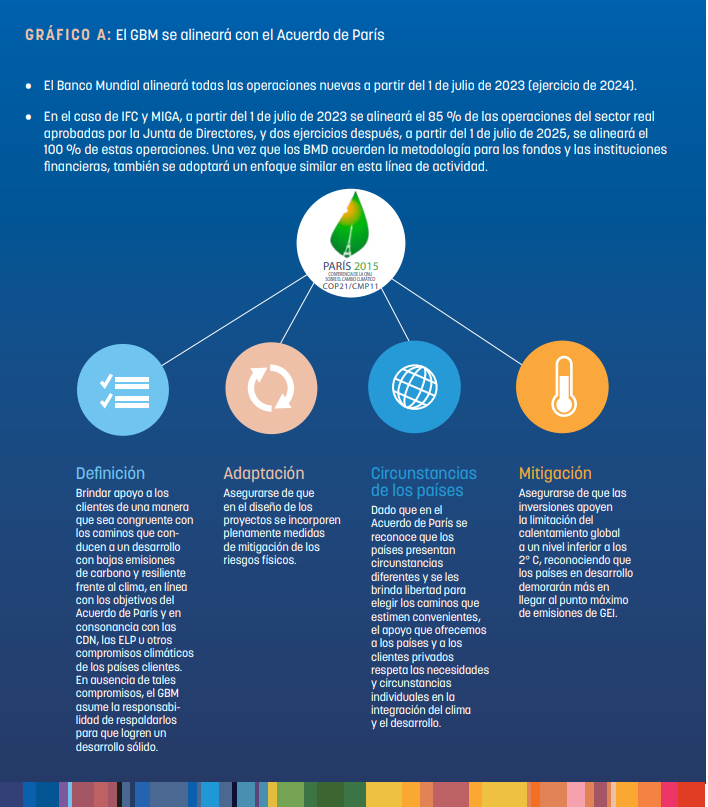 GRÁFICO A: El GBM se alineará con el Acuerdo de París
• El Banco Mundial alineará todas las operaciones nuevas a partir del 1 de julio de 2023 (ejercicio de 2024).
• En el caso de IFC y MIGA, a partir del 1 de julio de 2023 se alineará el 85 % de las operaciones del sector real
aprobadas por la Junta de Directores, y dos ejercicios después, a partir del 1 de julio de 2025, se alineará el
100 % de estas operaciones. Una vez que los BMD acuerden la metodología para los fondos y las instituciones
financieras, también se adoptará un enfoque similar en esta línea de actividad.
PARÍS 2015
CONFERENCIA DE LA ONU
SOBRE EL CAMBIO CLIMÁTICO
COP21/CMP11
Definición
Brindar apoyo a los
clientes de una manera
que sea congruente con
los caminos que con-
ducen a un desarrollo
con bajas emisiones
de carbono y resiliente
frente al clima, en línea
con los objetivos del
Acuerdo de París y en
consonancia con las
CDN, las ELP u otros
compromisos climáticos
de los países clientes.
En ausencia de tales
compromisos, el GBM
asume la responsabi-
lidad de respaldarlos
para que logren un
desarrollo sólido.
Adaptación
Asegurarse de que
en el diseño de los
proyectos se incorporen
plenamente medidas
de mitigación de los
riesgos físicos.
Circunstancias
de los países
Dado que en el
Acuerdo de París se
reconoce que los
países presentan
circunstancias
diferentes y se les
brinda libertad para
elegir los caminos que
estimen convenientes,
el apoyo que ofrecemos
a los países y a los
clientes privados
respeta las necesidades
y circunstancias
individuales en la
integración del clima
y el desarrollo.
Mitigación
Asegurarse de que las
inversiones apoyen
la limitación del
calentamiento global
a un nivel inferior a los
2° C, reconociendo que
los países en desarrollo
demorarán más en
llegar al punto máximo
de emisiones de GEI.